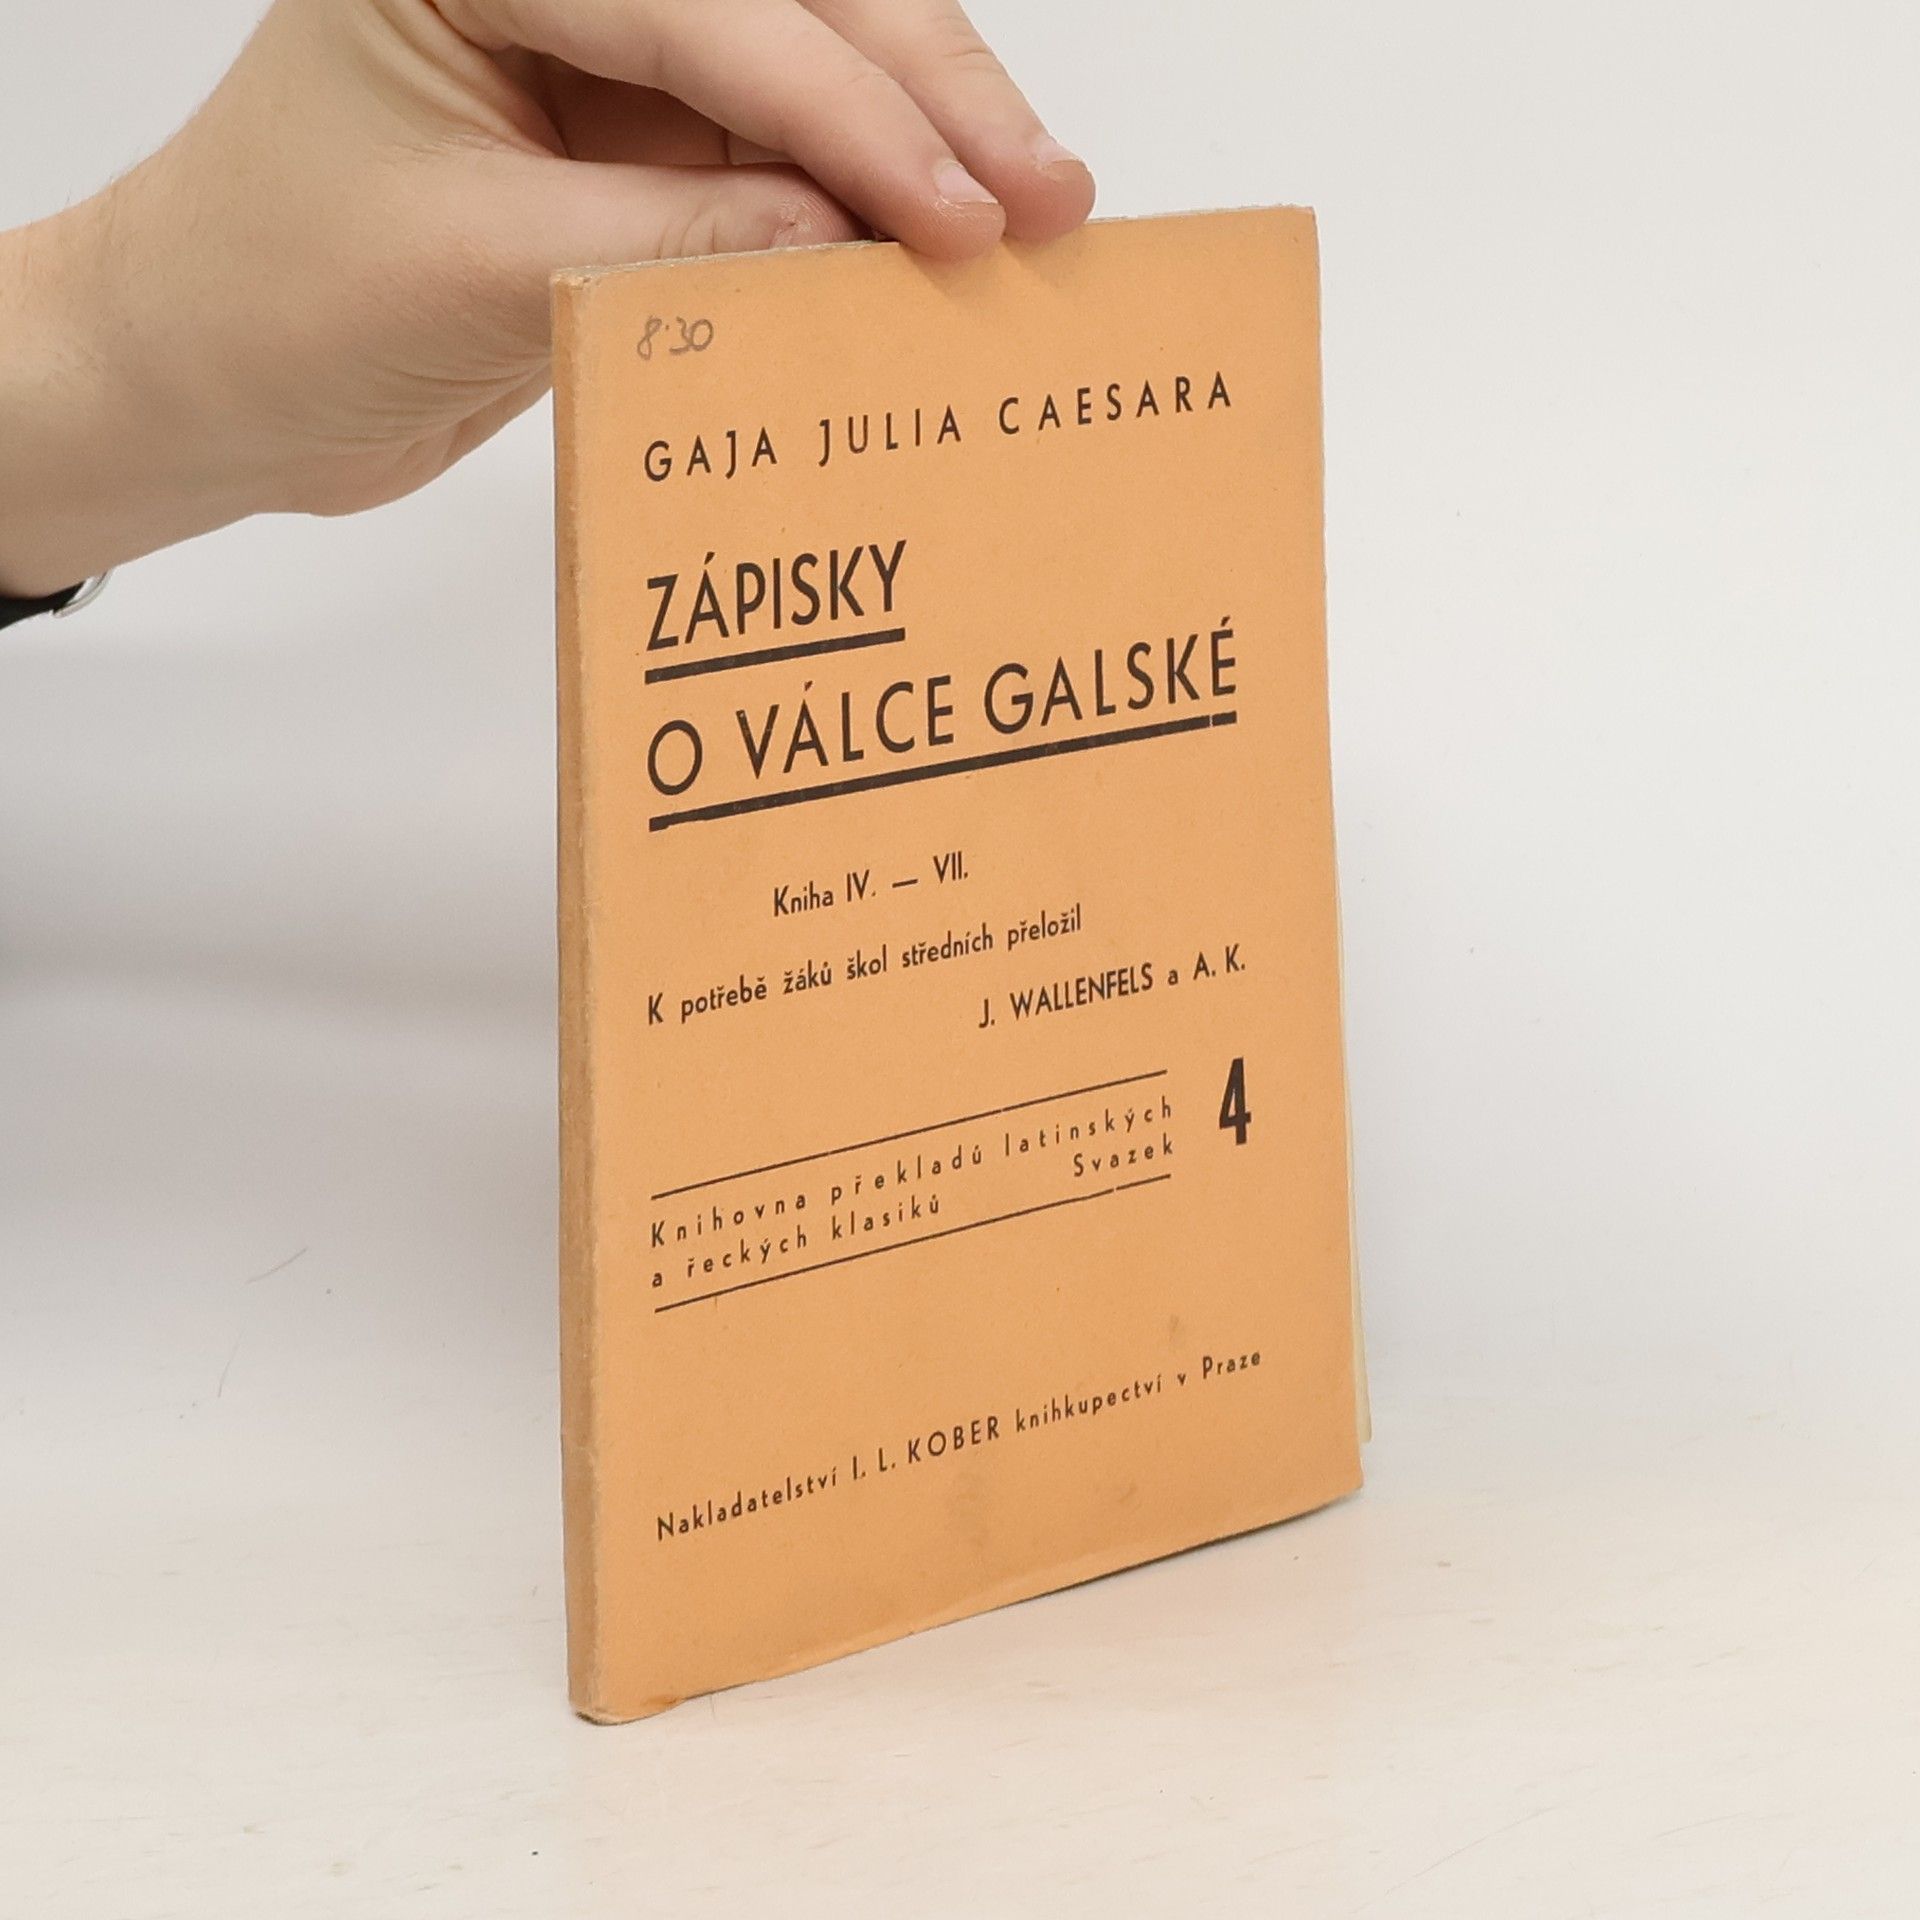 8·30
GAJA JULIA CAESARA
ZÁPISKY
O VÁLCE GALSKÉ
Kniha IV. — VII.
K potřebě žáků škol středních přeložil
J. WALLENFELS a A. K.
Knihovna překladů latinských
a řeckých klasiků Svazek 4
Nakladatelství I. L. KOBER knihkupectví v Praze